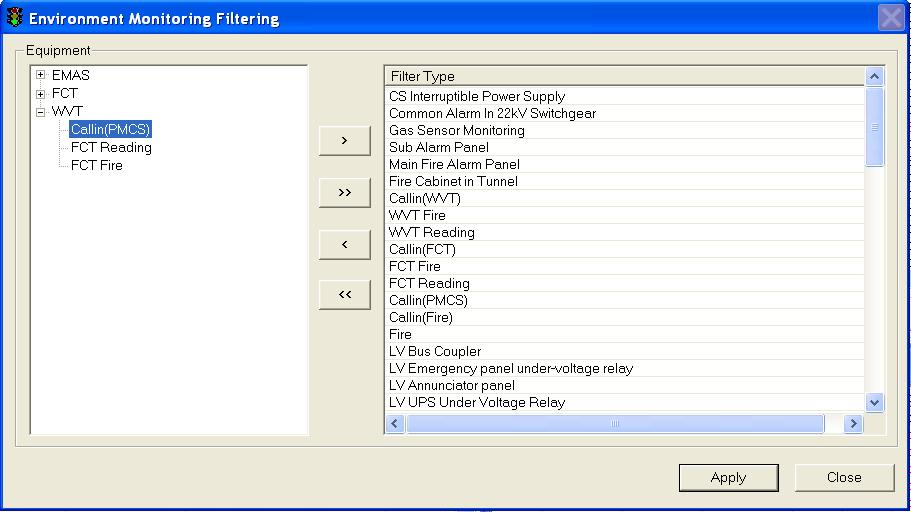 Environment Monitoring Filtering
Equipment
EMAS
FCT
WVT
Callin(PMCS)
FCT Reading
FCT Fire
>
>>
<
<<
Filter Type
CS Interruptible Power Supply
Common Alarm In 22kV Switchgear
Gas Sensor Monitoring
Sub Alarm Panel
Main Fire Alarm Panel
Fire Cabinet in Tunnel
Callin(WVT)
WVT Fire
WVT Reading
Callin(FCT)
FCT Fire
FCT Reading
Callin(PMCS)
Callin(Fire)
Fire
LV Bus Coupler
LV Emergency panel under-voltage relay
LV Annunciator panel
LV UPS Under Voltage Relay
Apply
Close